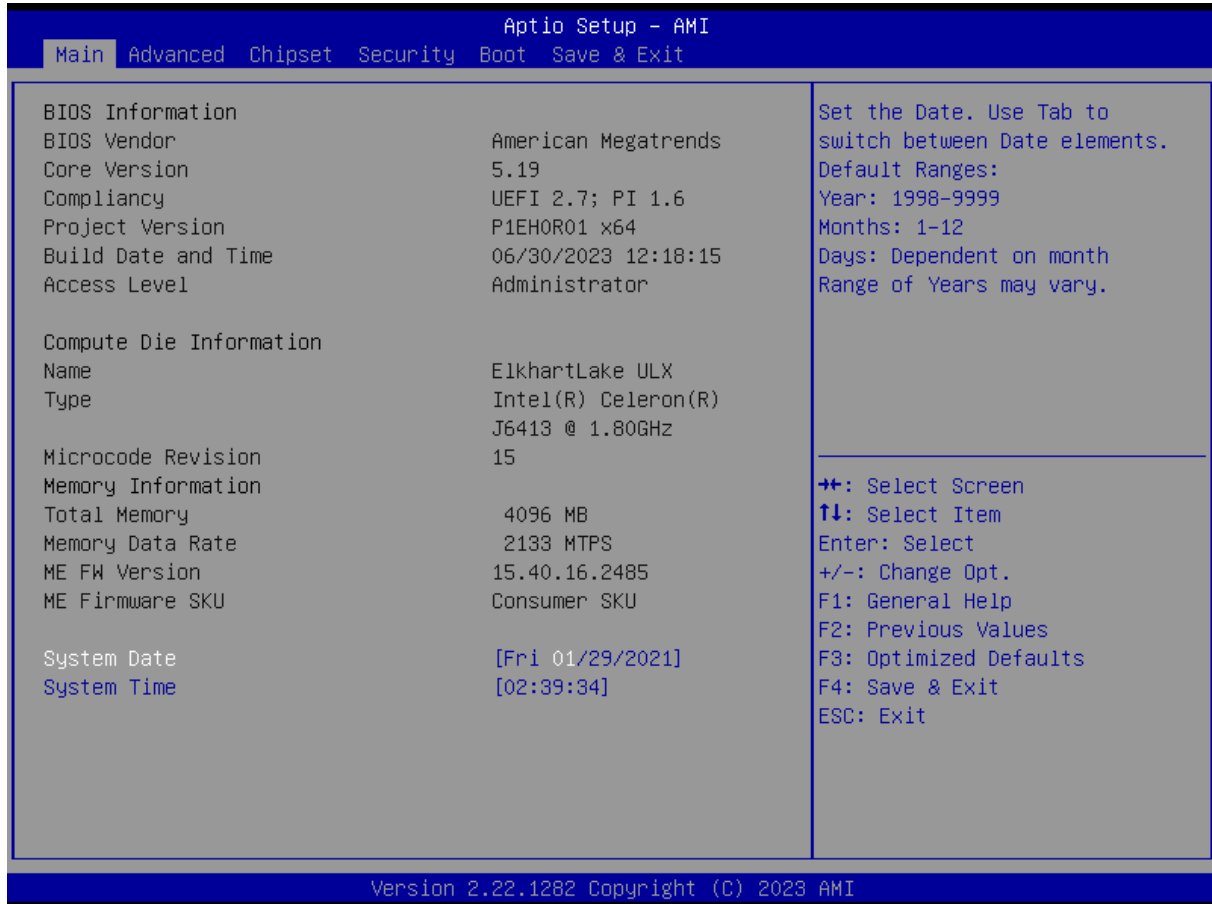 Aptio Setup – AMI
Main Advanced Chipset Security Boot Save & Exit
BIOS Information
BIOS Vendor American Megatrends
Core Version 5.19
Compliancy UEFI 2.7; PI 1.6
Project Version P1EH0R01 x64
Build Date and Time 06/30/2023 12:18:15
Access Level Administrator
Compute Die Information
Name ElkhartLake ULX
Type Intel(R) Celeron(R)
J6413 @ 1.80GHz
Microcode Revision 15
Memory Information
Total Memory 4096 MB
Memory Data Rate 2133 MTPS
ME FW Version 15.40.16.2485
ME Firmware SKU Consumer SKU
System Date [Fri 01/29/2021]
System Time [02:39:34]
Set the Date. Use Tab to
switch between Date elements.
Default Ranges:
Year: 1998-9999
Months: 1-12
Days: Dependent on month
Range of Years may vary.
→←: Select Screen
↑↓: Select Item
Enter: Select
+/-: Change Opt.
F1: General Help
F2: Previous Values
F3: Optimized Defaults
F4: Save & Exit
ESC: Exit
Version 2.22.1282 Copyright (C) 2023 AMI